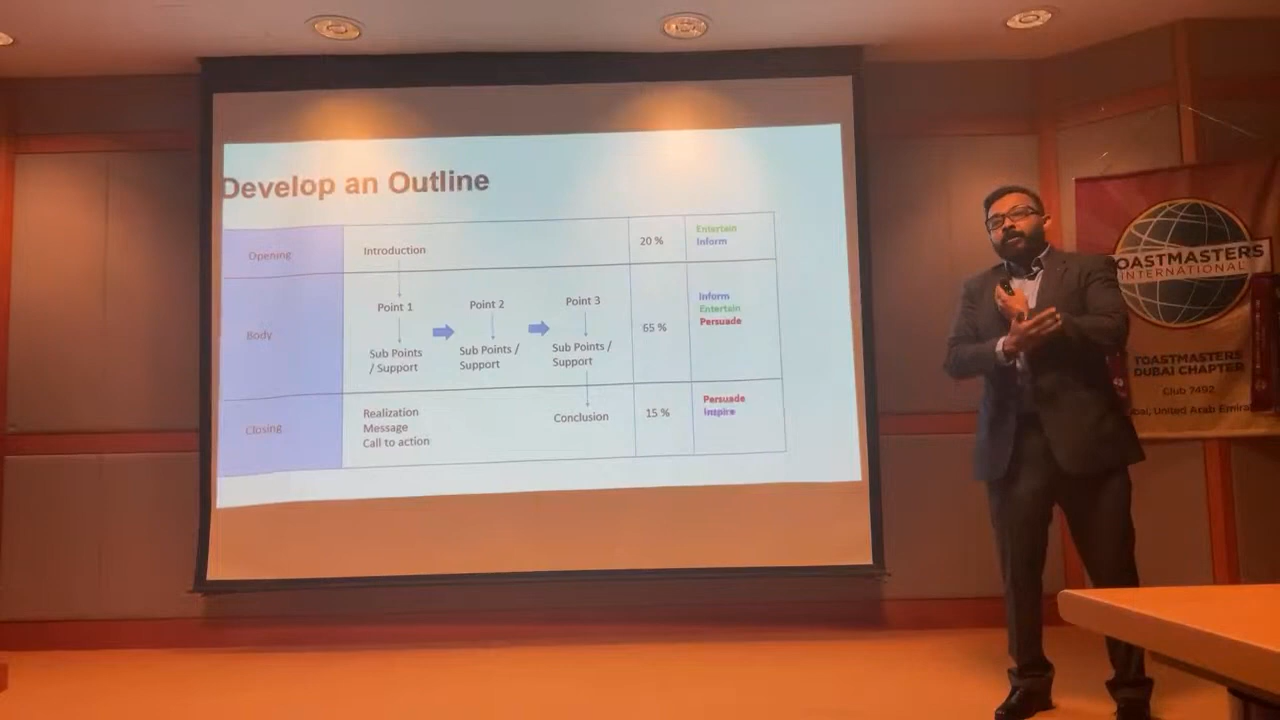 Develop an Outline
Opening
Introduction
20 %
Entertain
Inform
Body
Point 1
Point 2
Point 3
Sub Points
/ Support
Sub Points /
Support
Sub Points /
Support
65 %
Inform
Entertain
Persuade
Closing
Realization
Message
Call to action
Conclusion
15 %
Persuade
Inspire
OASTMASTERS
INTERNATIONAL
TOASTMASTERS
DUBAI CHAPTER
Club 7492
bai, United Arab Emira